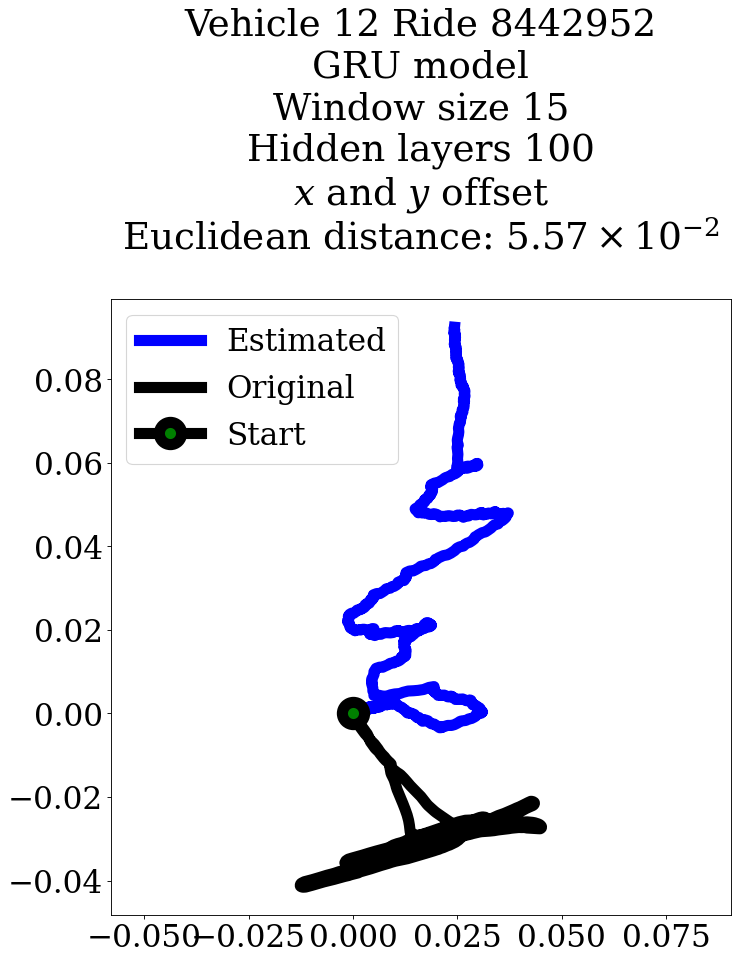 Vehicle 12 Ride 8442952
GRU model
Window size 15
Hidden layers 100
x and y offset
Euclidean distance: 5.57 × 10⁻²
Estimated
Original
Start
0.08
0.06
0.04
0.02
0.00
−0.02
−0.04
−0.050 −0.025 0.000 0.025 0.050 0.075